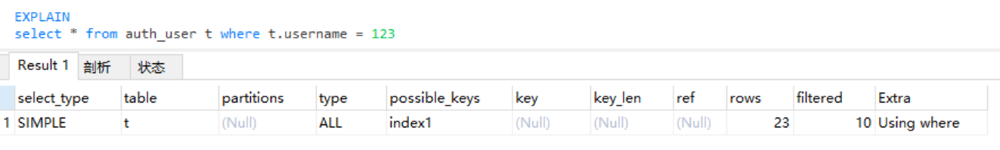 EXPLAIN
select * from auth_user t where t.username = 123
Result 1 剖析 状态
select_type table partitions type possible_keys key key_len ref rows filtered Extra
1 SIMPLE t (Null) ALL index1 (Null) (Null) (Null) 23 10 Using where